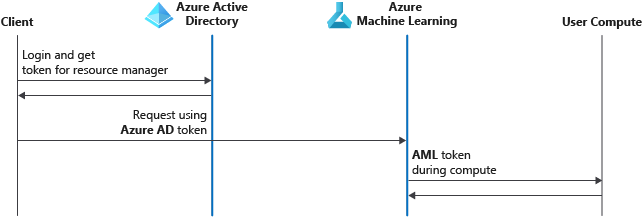 Client
Azure Active
Directory
Azure
Machine Learning
User Compute
Login and get
token for resource manager
Request using
Azure AD token
AML token
during compute